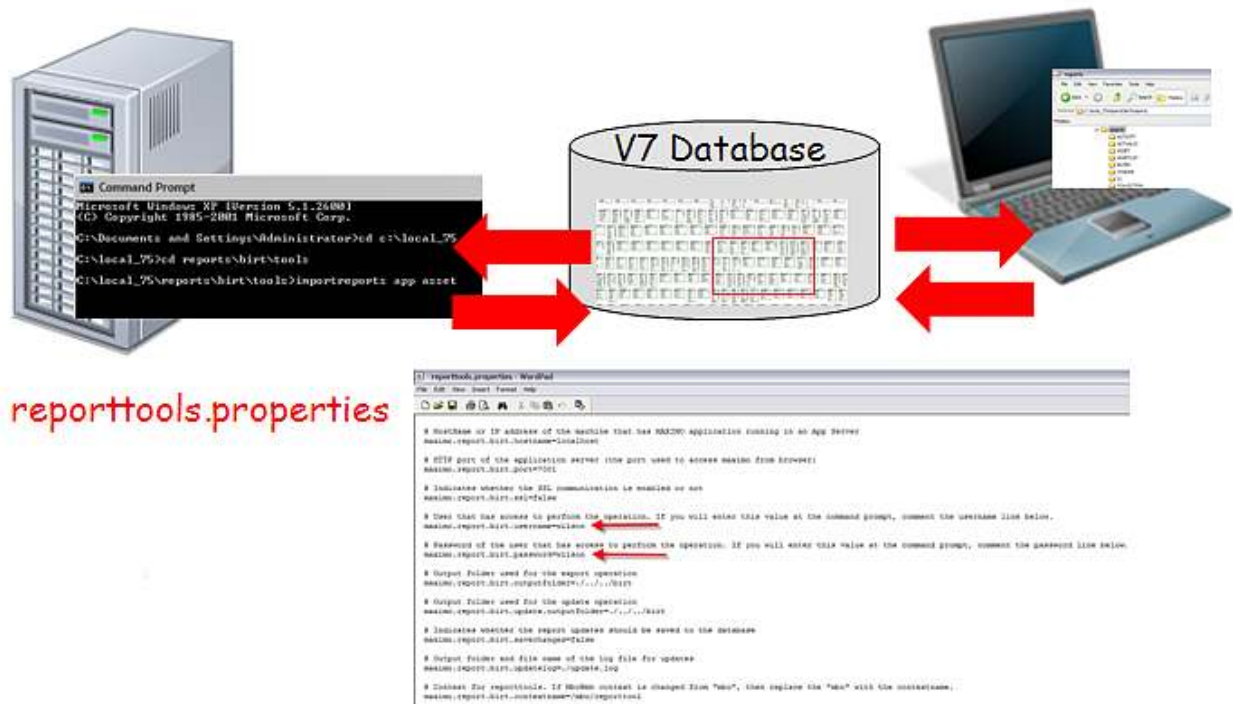 V7 Database
Command Prompt
Microsoft Windows XP [Version 5.1.2600]
(C) Copyright 1985-2001 Microsoft Corp.
C:\Documents and Settings\Administrator>cd c:\local_75
C:\local_75>cd reports\birt\tools
C:\local_75\reports\birt\tools>importreports app asset
reports
File Edit View Favorites Tools Help
reporttools.properties
reporttools.properties - WordPad
File Edit View Insert Format Help
# HostName or IP address of the machine that has MAXIMO application running in an App Server
maximo.report.birt.hostname=localhost
# HTTP port of the application server (the port used to access maximo from browser)
maximo.report.birt.port=7001
# Indicates whether the SSL communication is enabled or not
maximo.report.birt.ssl=false
# User that has access to perform the operation. If you will enter this value at the command prompt, comment the username line below.
maximo.report.birt.username=wilson
# Password of the user that has access to perform the operation. If you will enter this value at the command prompt, comment the password line below.
maximo.report.birt.password=wilson
# Output folder used for the export operation
maximo.report.birt.outputfolder=./../../birt
# Output folder used for the update operation
maximo.report.birt.update.outputfolder=./../../birt
# Indicates whether the report updates should be saved to the database
maximo.report.birt.savechanges=false
# Output folder and file name of the log file for updates
maximo.report.birt.updatelog=./update.log
# Context for reporttools. If MboWeb context is changed from "mbo", then replace the "mbo" with the contextname.
maximo.report.birt.contextname=/mbo/reporttool